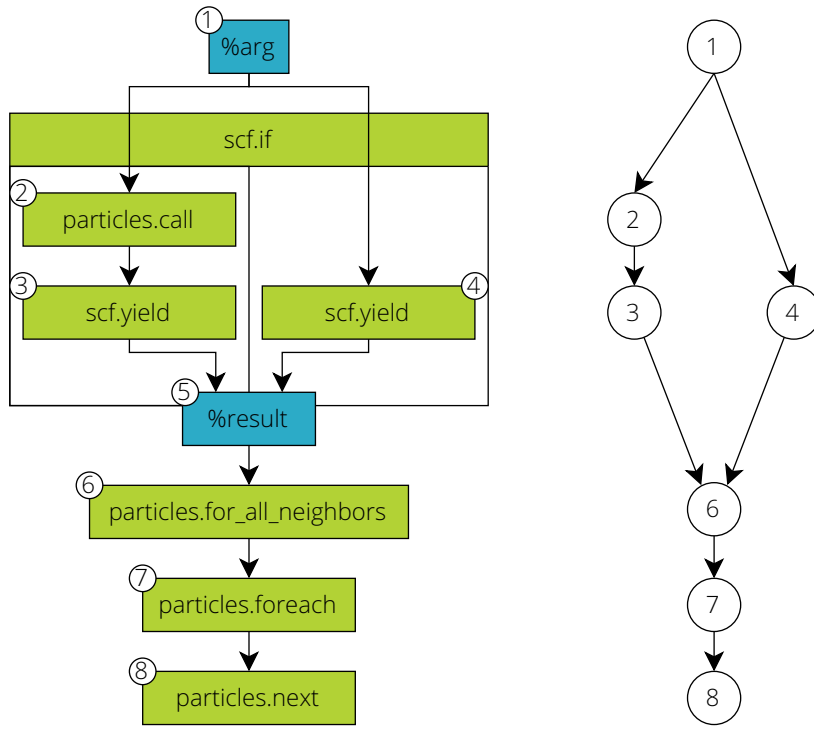 1
%arg
scf.if
2
particles.call
3
scf.yield
4
scf.yield
5
%result
6
particles.for_all_neighbors
7
particles.foreach
8
particles.next
1
2
3
4
6
7
8